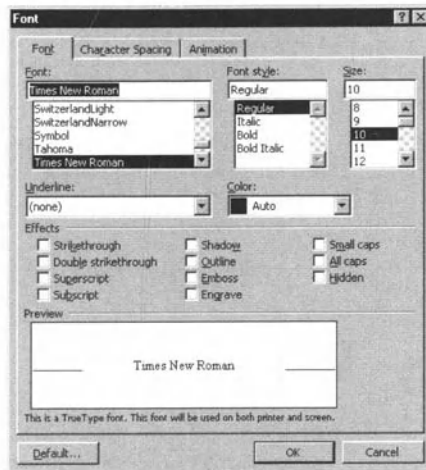 Font
Font Character Spacing Animation
Font: Font style: Size:
Times New Roman Regular 10
SwitzerlandLight Regular 8
SwitzerlandNarrow Italic 9
Symbol Bold 10
Tahoma Bold Italic 11
Times New Roman 12
Underline: Color:
(none) Auto
Effects
Strikethrough Shadow Small caps
Double strikethrough Outline All caps
Superscript Emboss Hidden
Subscript Engrave
Preview
Times New Roman
This is a TrueType font. This font will be used on both printer and screen.
Default... OK Cancel